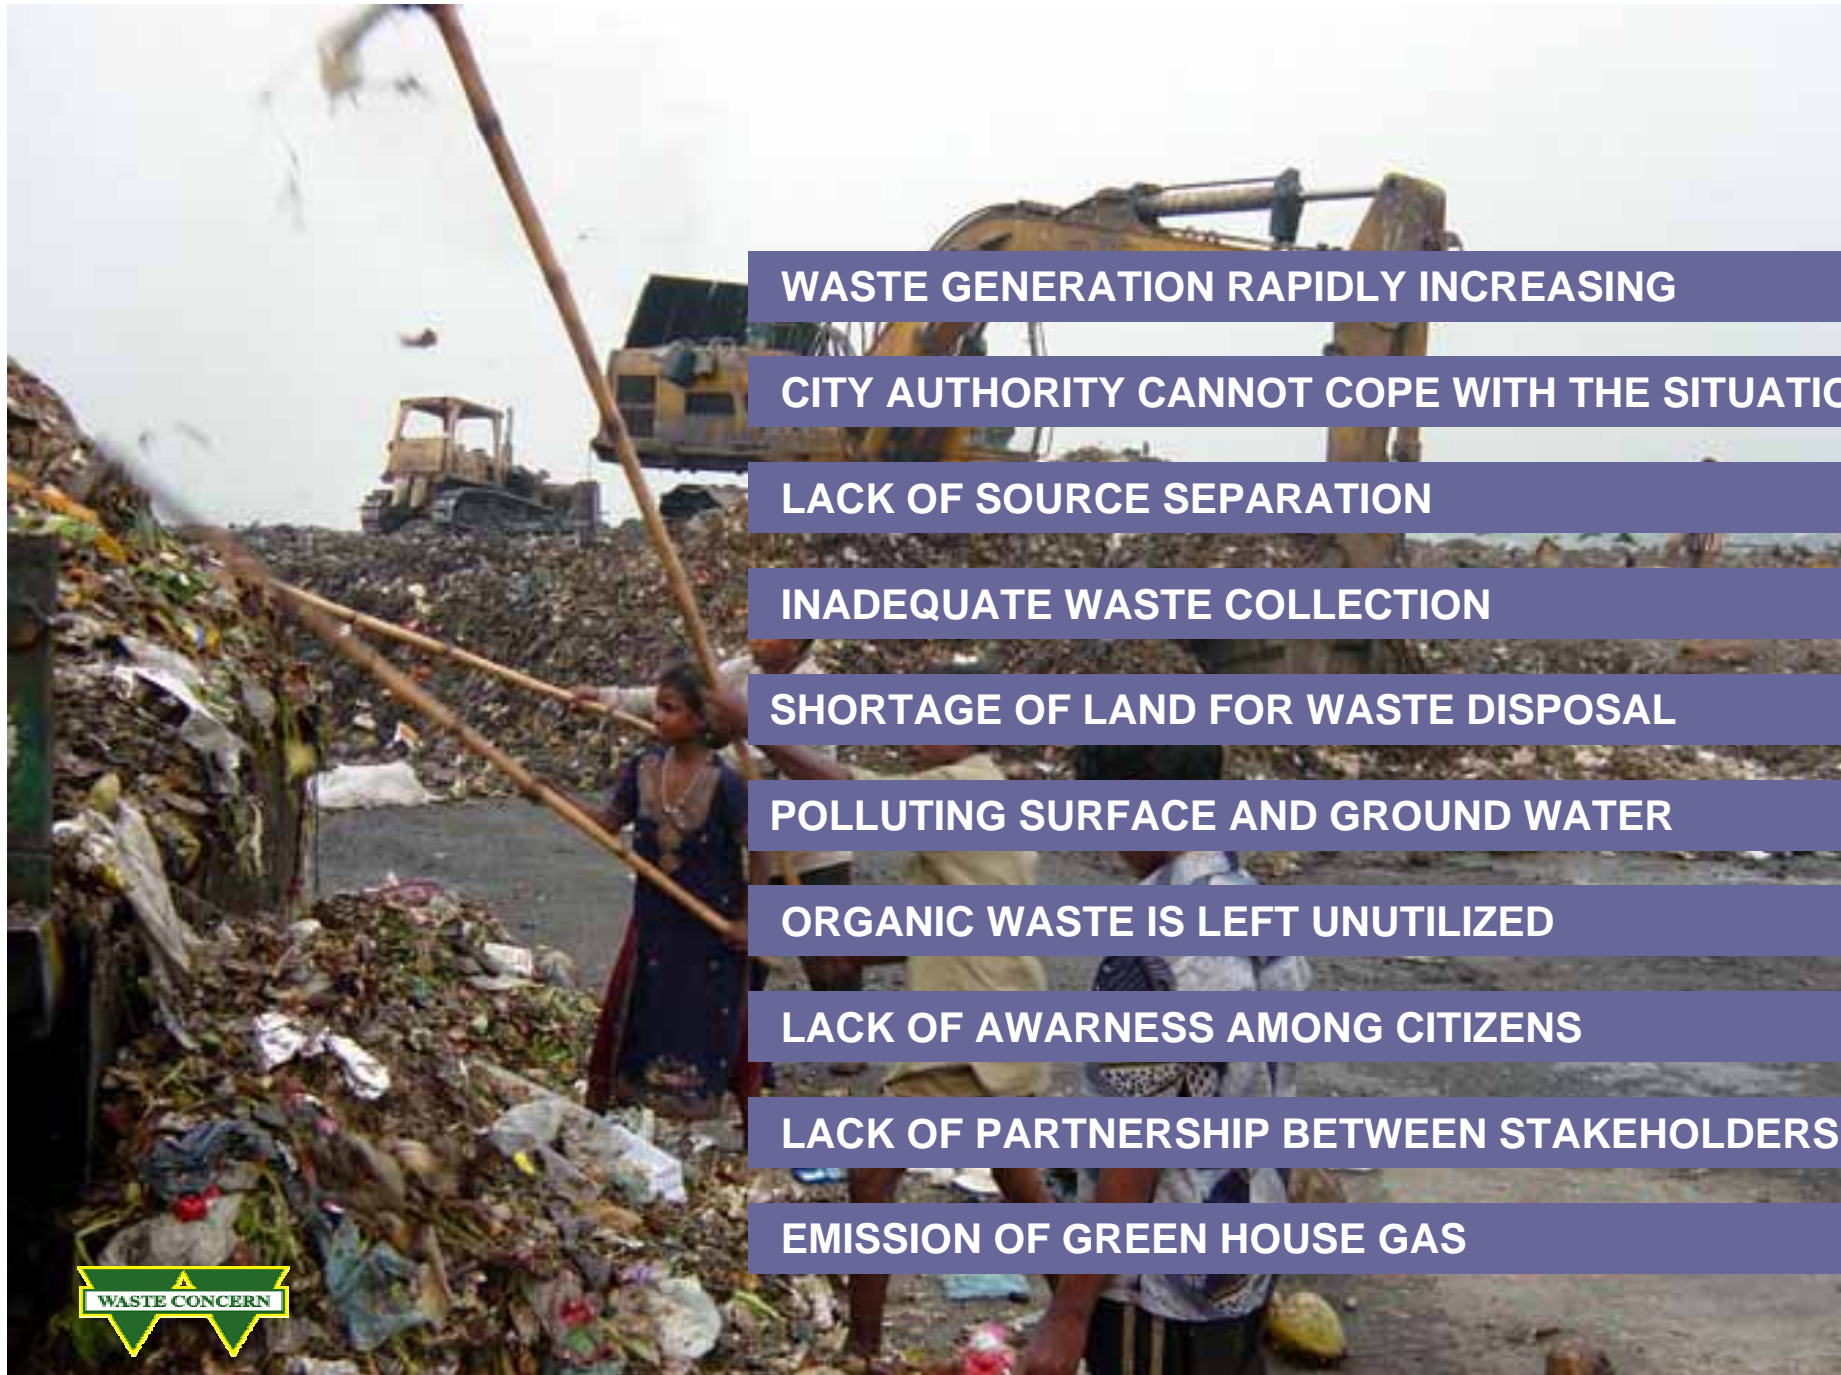 WASTE GENERATION RAPIDLY INCREASING
CITY AUTHORITY CANNOT COPE WITH THE SITUATIO
LACK OF SOURCE SEPARATION
INADEQUATE WASTE COLLECTION
SHORTAGE OF LAND FOR WASTE DISPOSAL
POLLUTING SURFACE AND GROUND WATER
ORGANIC WASTE IS LEFT UNUTILIZED
LACK OF AWARNESS AMONG CITIZENS
LACK OF PARTNERSHIP BETWEEN STAKEHOLDERS
EMISSION OF GREEN HOUSE GAS
WASTE CONCERN